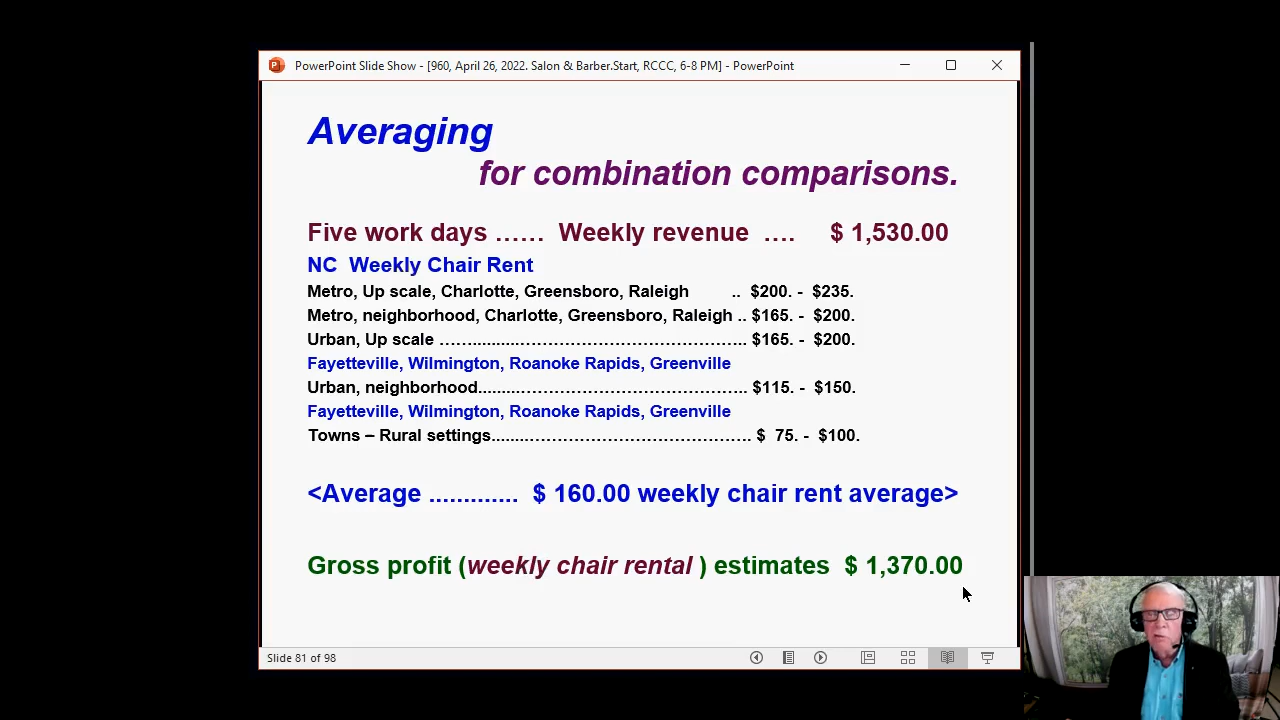 PowerPoint Slide Show - [960, April 26, 2022. Salon & Barber.Start, RCCC, 6-8 PM] - PowerPoint
Averaging
for combination comparisons.
Five work days …… Weekly revenue …. $ 1,530.00
NC Weekly Chair Rent
Metro, Up scale, Charlotte, Greensboro, Raleigh .. $200. - $235.
Metro, neighborhood, Charlotte, Greensboro, Raleigh .. $165. - $200.
Urban, Up scale ……..........…………………………………….. $165. - $200.
Fayetteville, Wilmington, Roanoke Rapids, Greenville
Urban, neighborhood.......………………………………….. $115. - $150.
Fayetteville, Wilmington, Roanoke Rapids, Greenville
Towns – Rural settings.......……………………………….. $ 75. - $100.
<Average ............. $ 160.00 weekly chair rent average>
Gross profit (weekly chair rental ) estimates $ 1,370.00
Slide 81 of 98